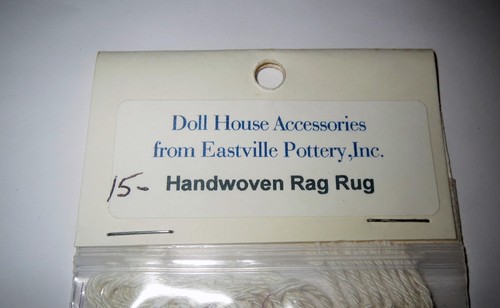 Doll House Accessories
from Eastville Pottery,Inc.
15- Handwoven Rag Rug